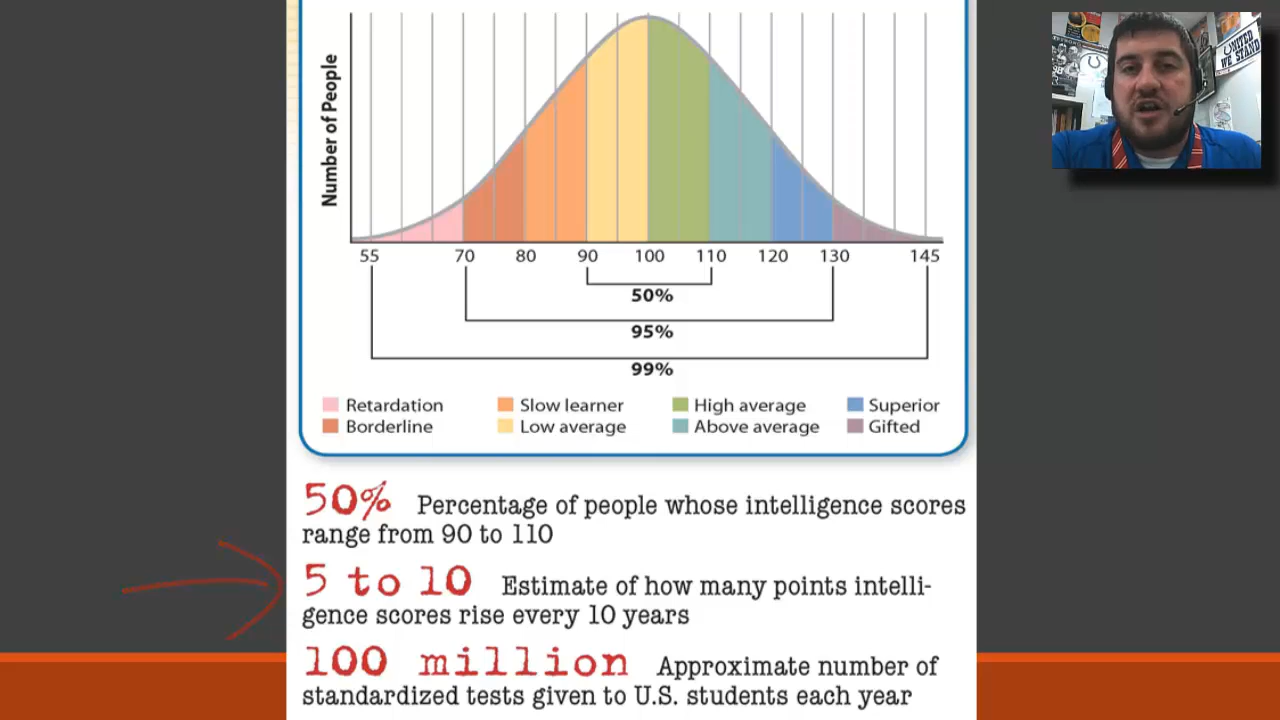 Number of People
55 70 80 90 100 110 120 130 145
50%
95%
99%
Retardation Slow learner High average Superior
Borderline Low average Above average Gifted
50% Percentage of people whose intelligence scores
range from 90 to 110
5 to 10 Estimate of how many points intelli-
gence scores rise every 10 years
100 million Approximate number of
standardized tests given to U.S. students each year
UNITED
WE STAND